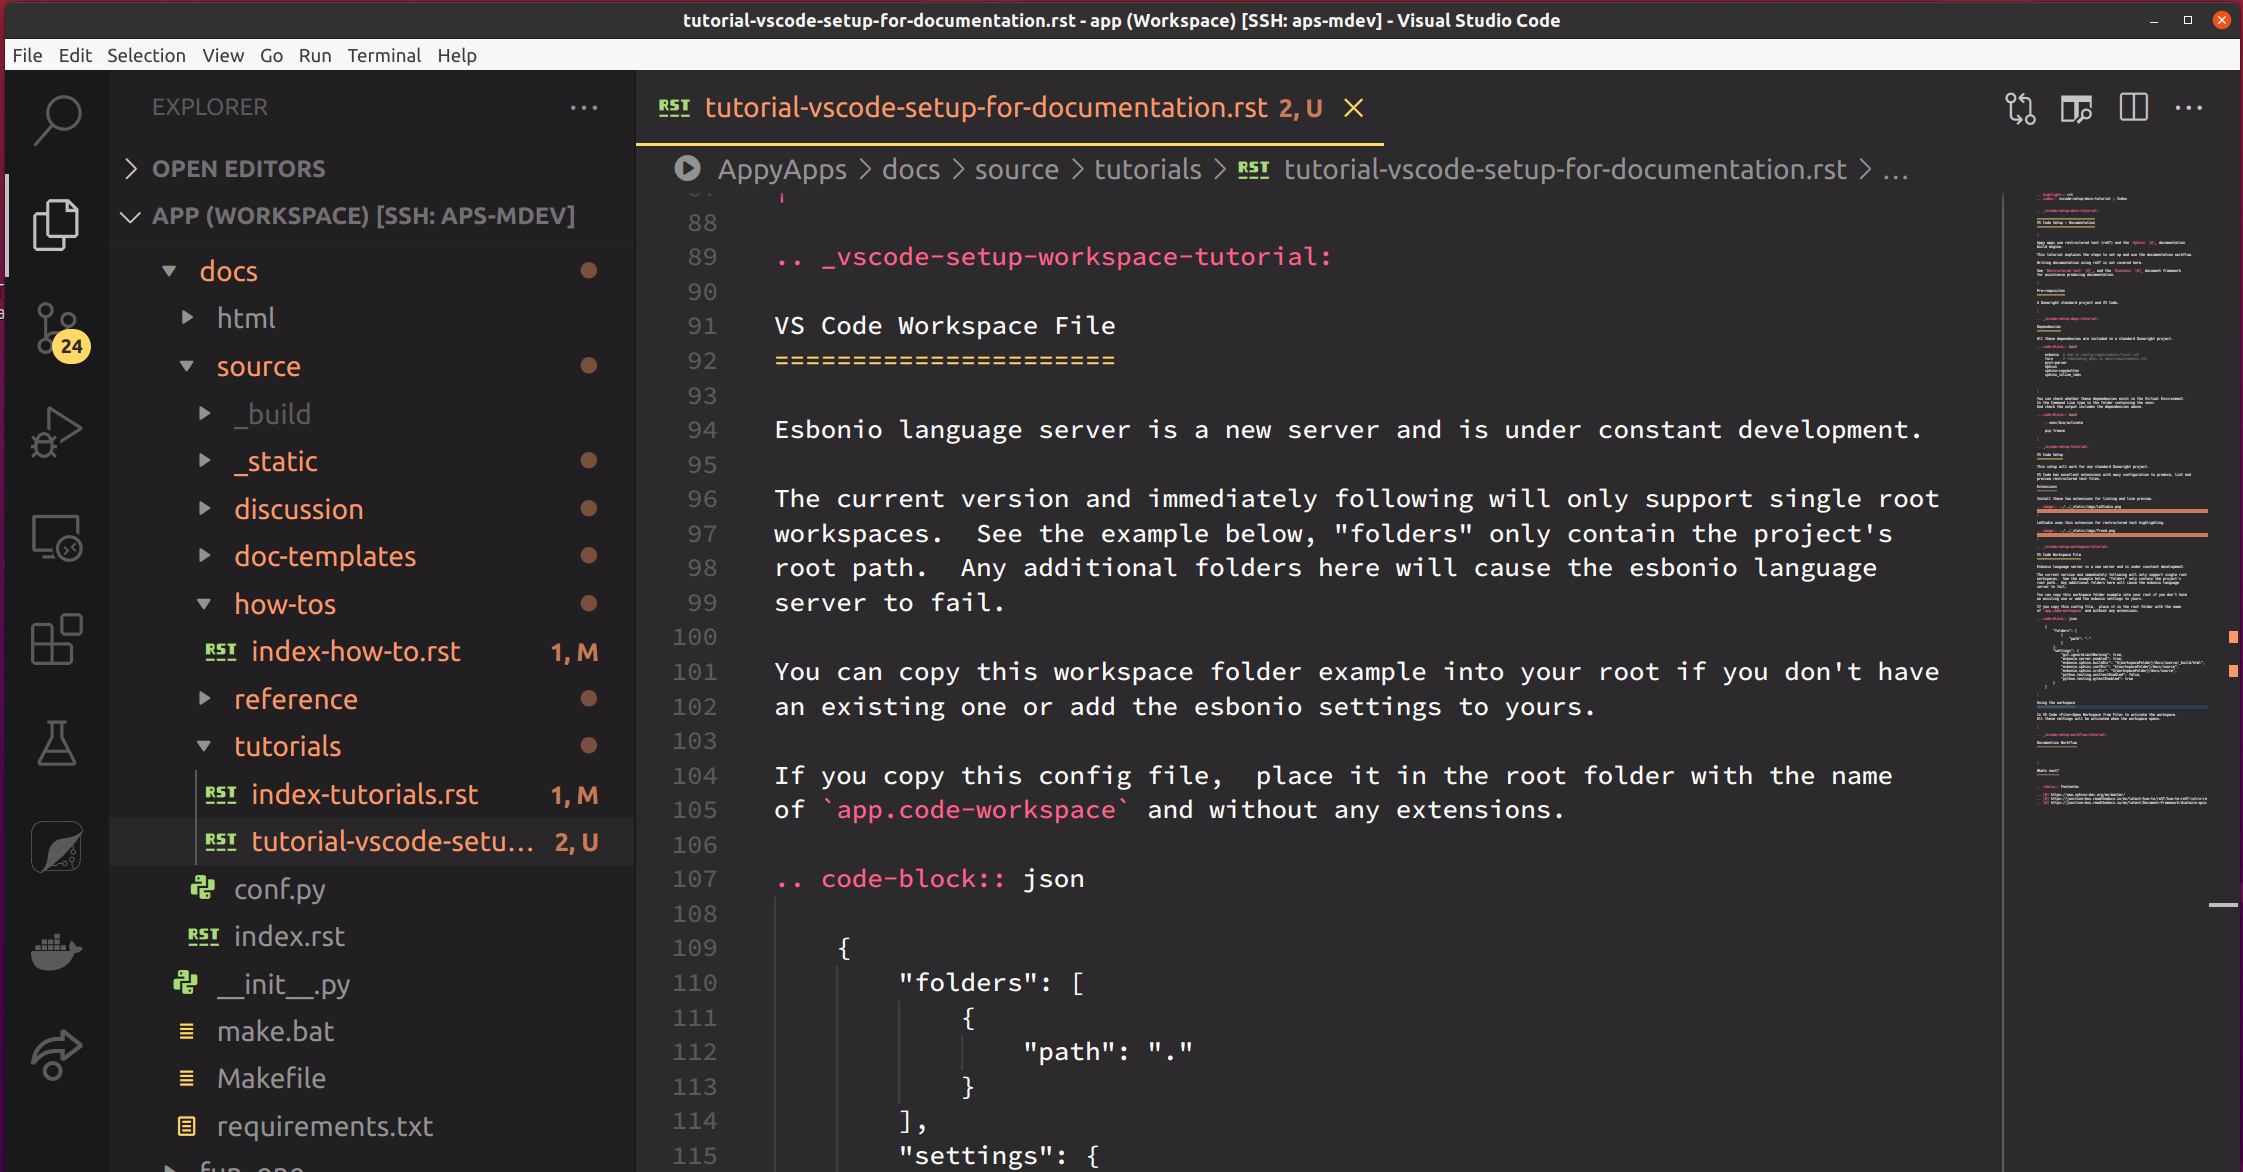 tutorial-vscode-setup-for-documentation.rst - app (Workspace) [SSH: aps-mdev] - Visual Studio Code
File Edit Selection View Go Run Terminal Help
EXPLORER
OPEN EDITORS
APP (WORKSPACE) [SSH: APS-MDEV]
docs
html
source
_build
_static
discussion
doc-templates
how-tos
RST index-how-to.rst 1, M
reference
tutorials
RST index-tutorials.rst 1, M
RST tutorial-vscode-setu... 2, U
conf.py
RST index.rst
__init__.py
make.bat
Makefile
requirements.txt
24
RST tutorial-vscode-setup-for-documentation.rst 2, U
AppyApps > docs > source > tutorials > RST tutorial-vscode-setup-for-documentation.rst > ...
88
89 .. _vscode-setup-workspace-tutorial:
90
91 VS Code Workspace File
92 ======================
93
94 Esbonio language server is a new server and is under constant development.
95
96 The current version and immediately following will only support single root
97 workspaces.  See the example below, "folders" only contain the project's
98 root path.  Any additional folders here will cause the esbonio language
99 server to fail.
100
101 You can copy this workspace folder example into your root if you don't have
102 an existing one or add the esbonio settings to yours.
103
104 If you copy this config file,  place it in the root folder with the name
105 of `app.code-workspace` and without any extensions.
106
107 .. code-block:: json
108
109 {
110 "folders": [
111 {
112 "path": "."
113 }
114 ],
115 "settings": {